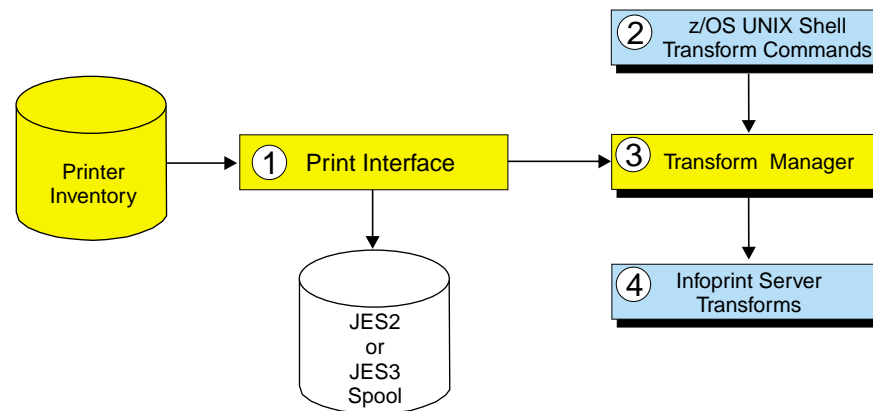 2 z/OS UNIX Shell
Transform Commands
Printer
Inventory
1 Print Interface
3 Transform Manager
4 Infoprint Server
Transforms
JES2
or
JES3
Spool